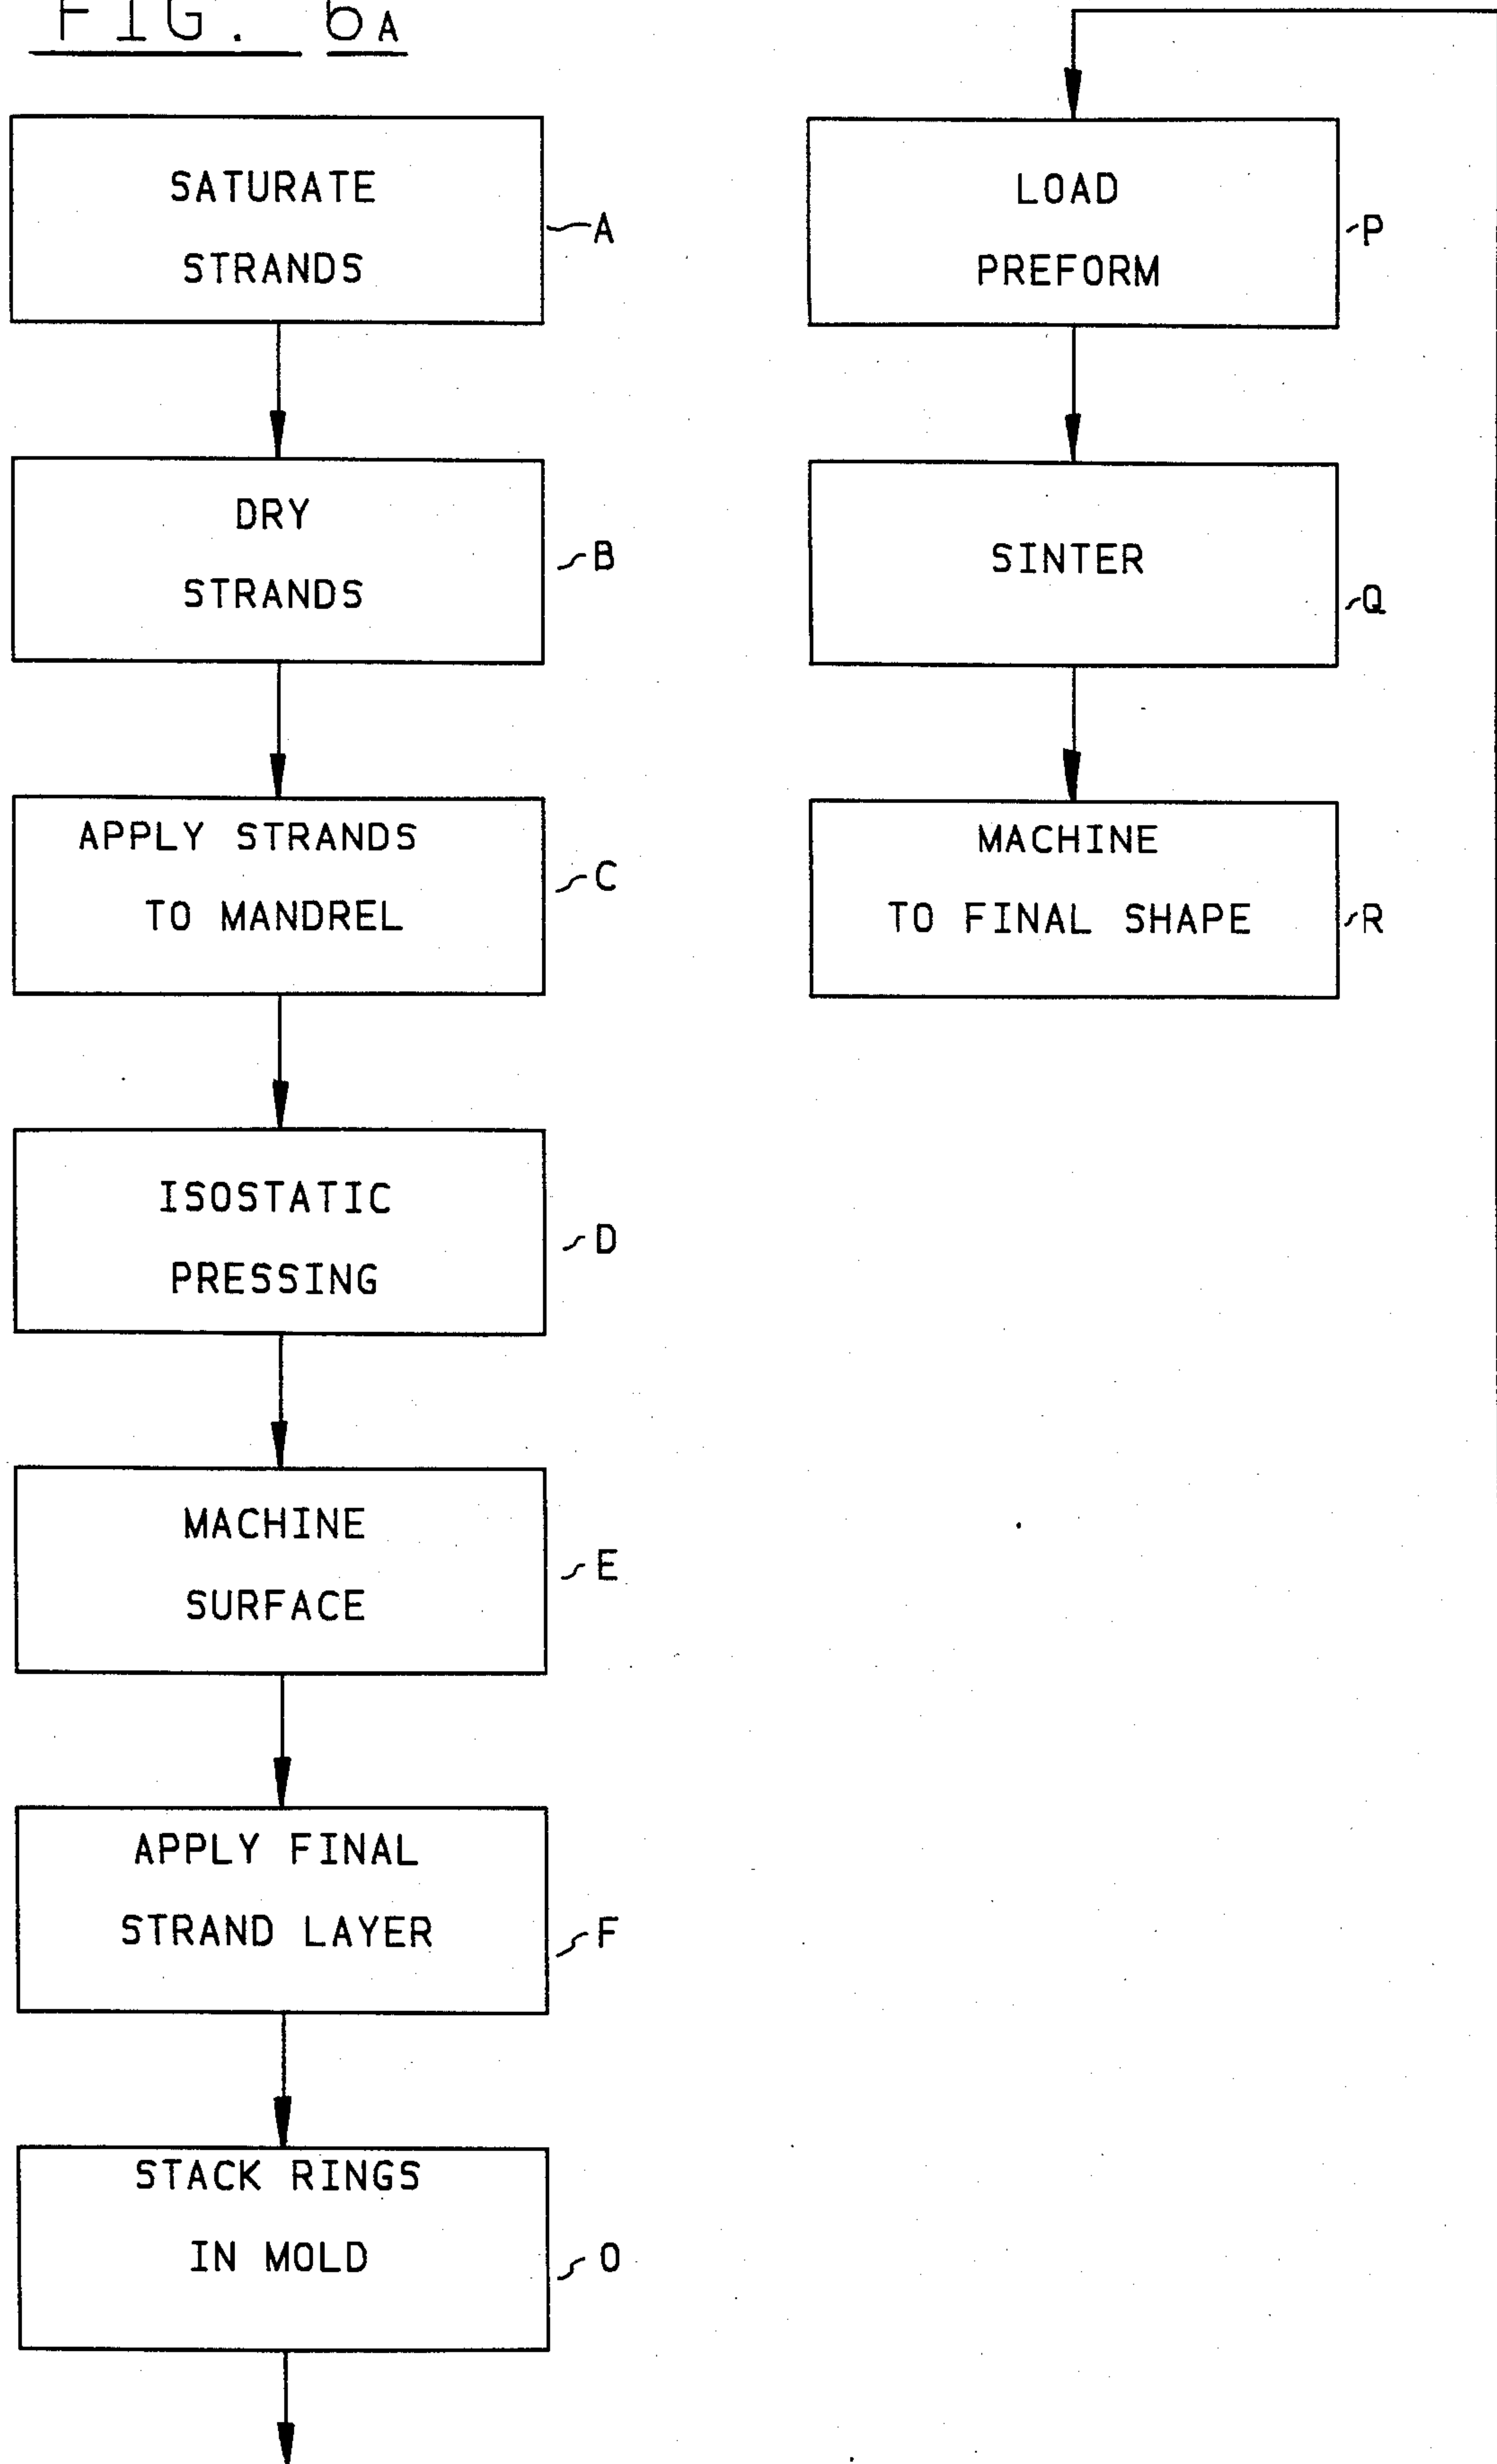 FIG. 6A
SATURATE
STRANDS
A
DRY
STRANDS
B
APPLY STRANDS
TO MANDREL
C
ISOSTATIC
PRESSING
D
MACHINE
SURFACE
E
APPLY FINAL
STRAND LAYER
F
STACK RINGS
IN MOLD
O
LOAD
PREFORM
P
SINTER
Q
MACHINE
TO FINAL SHAPE
R